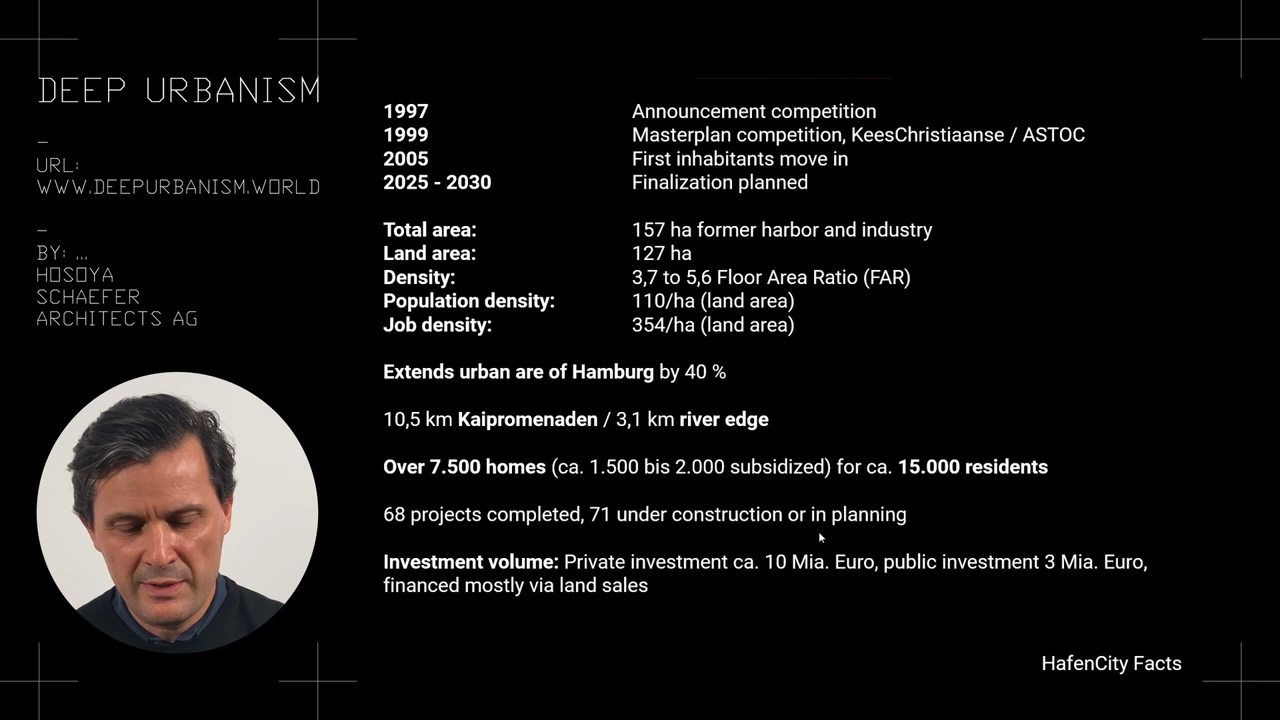 DEEP URBANISM
–
URL:
WWW.DEEPURBANISM.WORLD
–
BY: ...
HOSOYA
SCHAEFER
ARCHITECTS AG
1997 Announcement competition
1999 Masterplan competition, KeesChristiaanse / ASTOC
2005 First inhabitants move in
2025 - 2030 Finalization planned
Total area: 157 ha former harbor and industry
Land area: 127 ha
Density: 3,7 to 5,6 Floor Area Ratio (FAR)
Population density: 110/ha (land area)
Job density: 354/ha (land area)
Extends urban are of Hamburg by 40 %
10,5 km Kaipromenaden / 3,1 km river edge
Over 7.500 homes (ca. 1.500 bis 2.000 subsidized) for ca. 15.000 residents
68 projects completed, 71 under construction or in planning
Investment volume: Private investment ca. 10 Mia. Euro, public investment 3 Mia. Euro,
financed mostly via land sales
HafenCity Facts